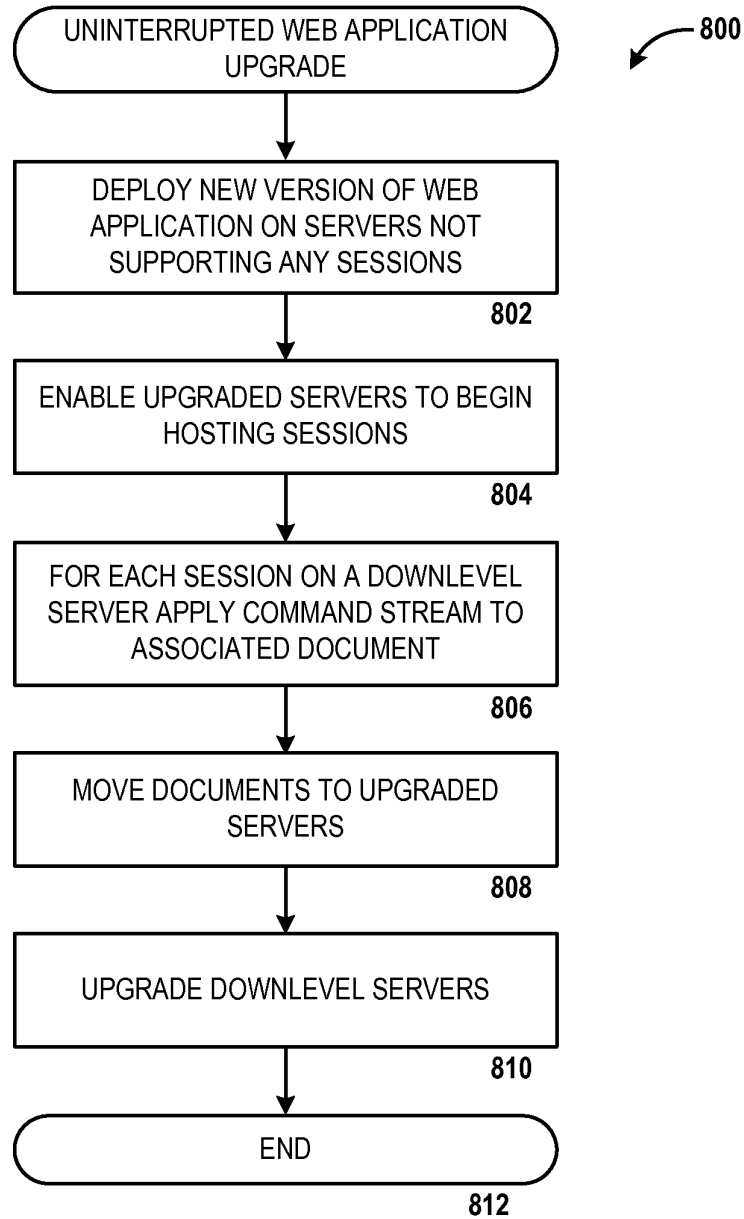 UNINTERRUPTED WEB APPLICATION
UPGRADE
800
DEPLOY NEW VERSION OF WEB
APPLICATION ON SERVERS NOT
SUPPORTING ANY SESSIONS
802
ENABLE UPGRADED SERVERS TO BEGIN
HOSTING SESSIONS
804
FOR EACH SESSION ON A DOWNLEVEL
SERVER APPLY COMMAND STREAM TO
ASSOCIATED DOCUMENT
806
MOVE DOCUMENTS TO UPGRADED
SERVERS
808
UPGRADE DOWNLEVEL SERVERS
810
END
812